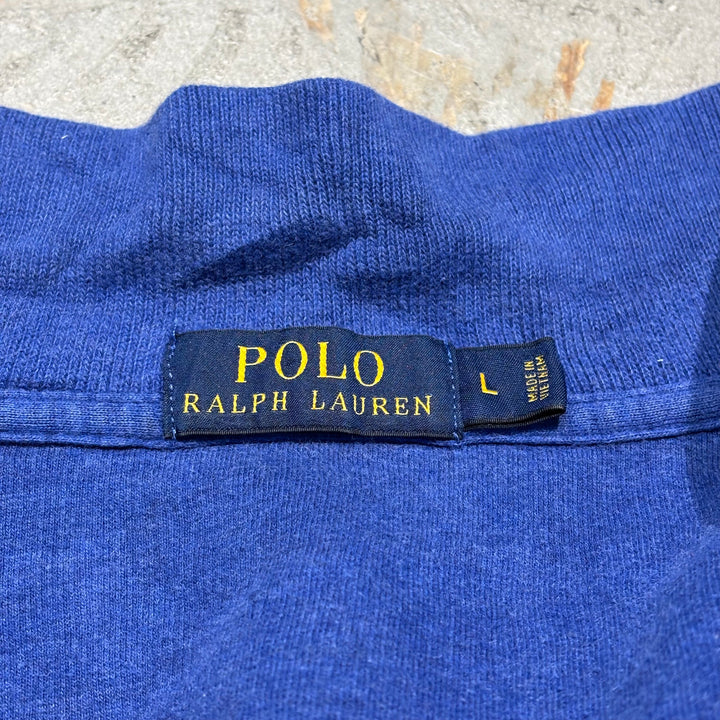 POLO
RALPH LAUREN
L
MADE IN
VIETNAM